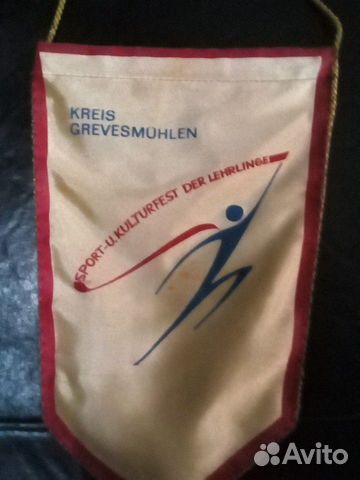 KREIS
GREVESMÜHLEN
SPORT-U.KULTURFEST DER LEHRLINGE
Avito